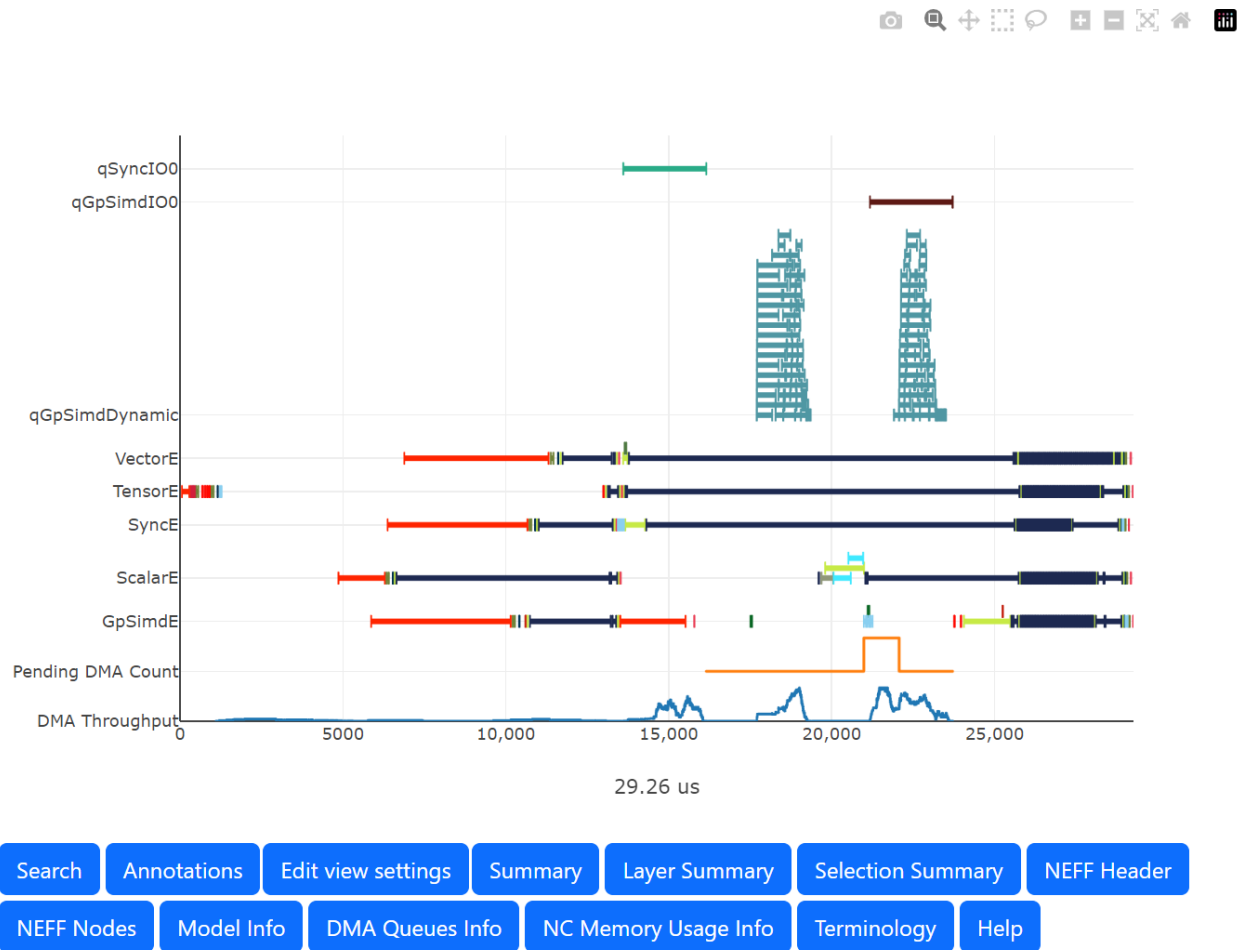 qSyncIO0
qGpSimdIO0
qGpSimdDynamic
VectorE
TensorE
SyncE
ScalarE
GpSimdE
Pending DMA Count
DMA Throughput
0 5000 10,000 15,000 20,000 25,000
29.26 us
Search Annotations Edit view settings Summary Layer Summary Selection Summary NEFF Header
NEFF Nodes Model Info DMA Queues Info NC Memory Usage Info Terminology Help